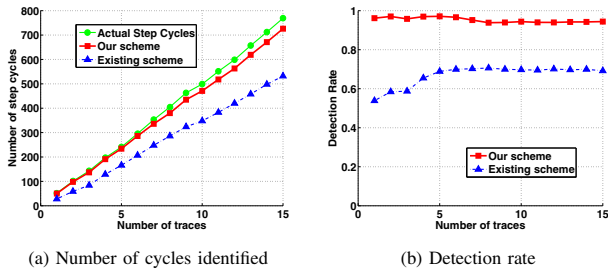 800
700
600
500
400
300
200
100
0
0
5
10
15
Number of step cycles
Number of traces
Actual Step Cycles
Our scheme
Existing scheme
(a) Number of cycles identified
1
0.8
0.6
0.4
0.2
0
0
5
10
15
Detection Rate
Number of traces
Our scheme
Existing scheme
(b) Detection rate